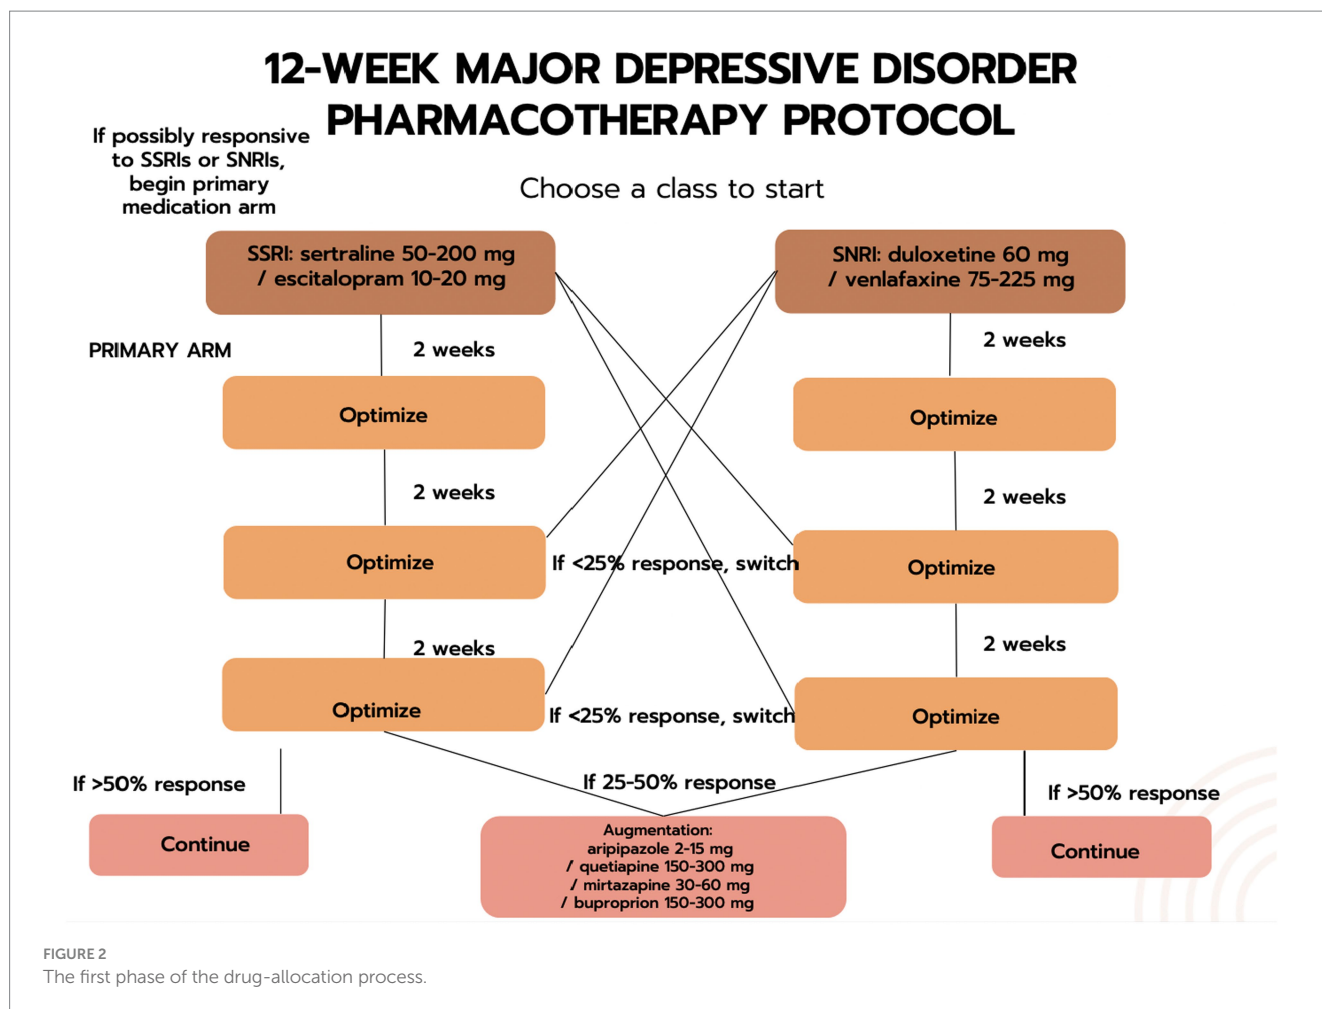 12-WEEK MAJOR DEPRESSIVE DISORDER
PHARMACOTHERAPY PROTOCOL
If possibly responsive
to SSRIs or SNRIs,
begin primary
medication arm
Choose a class to start
SSRI: sertraline 50-200 mg
/ escitalopram 10-20 mg
SNRI: duloxetine 60 mg
/ venlafaxine 75-225 mg
PRIMARY ARM
2 weeks
2 weeks
Optimize
Optimize
2 weeks
2 weeks
Optimize
If <25% response, switch
Optimize
2 weeks
2 weeks
Optimize
If <25% response, switch
Optimize
If >50% response
If 25-50% response
If >50% response
Continue
Augmentation:
aripipazole 2-15 mg
/ quetiapine 150-300 mg
/ mirtazapine 30-60 mg
/ buproprion 150-300 mg
Continue
FIGURE 2
The first phase of the drug-allocation process.